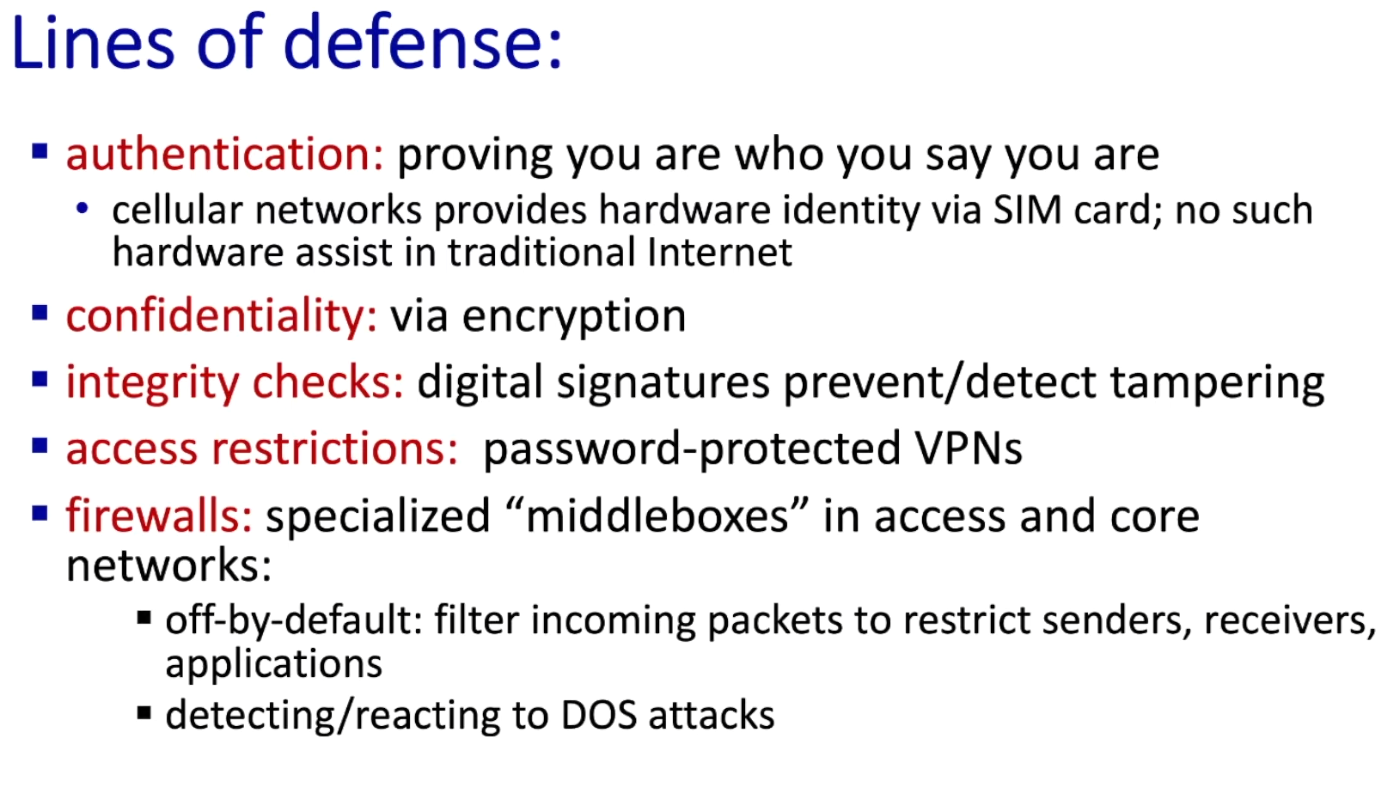 Lines of defense:
▪ authentication: proving you are who you say you are
• cellular networks provides hardware identity via SIM card; no such
hardware assist in traditional Internet
▪ confidentiality: via encryption
▪ integrity checks: digital signatures prevent/detect tampering
▪ access restrictions: password-protected VPNs
▪ firewalls: specialized “middleboxes” in access and core
networks:
▪ off-by-default: filter incoming packets to restrict senders, receivers,
applications
▪ detecting/reacting to DOS attacks